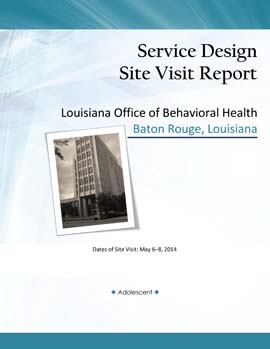 Service Design
Site Visit Report
Louisiana Office of Behavioral Health
Baton Rouge, Louisiana
Dates of Site Visit: May 6–8, 2014
◆ Adolescent ◆